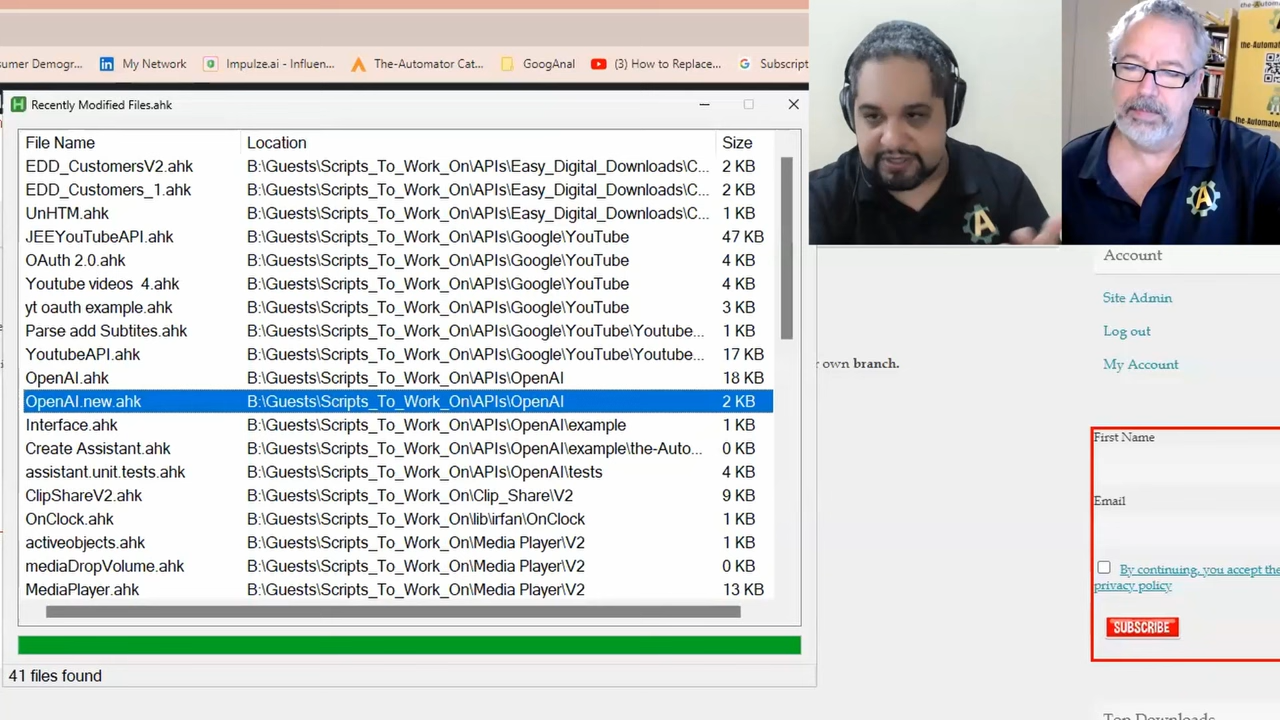 sumer Demogr...
My Network
Impulze.ai - Influen...
The-Automator Cat...
GoogAnal
(3) How to Replace...
Subscript
Recently Modified Files.ahk
File Name Location Size
EDD_CustomersV2.ahk B:\Guests\Scripts_To_Work_On\APIs\Easy_Digital_Downloads\C... 2 KB
EDD_Customers_1.ahk B:\Guests\Scripts_To_Work_On\APIs\Easy_Digital_Downloads\C... 2 KB
UnHTM.ahk B:\Guests\Scripts_To_Work_On\APIs\Easy_Digital_Downloads\C... 1 KB
JEEYouTubeAPI.ahk B:\Guests\Scripts_To_Work_On\APIs\Google\YouTube 47 KB
OAuth 2.0.ahk B:\Guests\Scripts_To_Work_On\APIs\Google\YouTube 4 KB
Youtube videos 4.ahk B:\Guests\Scripts_To_Work_On\APIs\Google\YouTube 4 KB
yt oauth example.ahk B:\Guests\Scripts_To_Work_On\APIs\Google\YouTube 3 KB
Parse add Subtites.ahk B:\Guests\Scripts_To_Work_On\APIs\Google\YouTube\Youtube... 1 KB
YoutubeAPI.ahk B:\Guests\Scripts_To_Work_On\APIs\Google\YouTube\Youtube... 17 KB
OpenAI.ahk B:\Guests\Scripts_To_Work_On\APIs\OpenAI 18 KB
OpenAI.new.ahk B:\Guests\Scripts_To_Work_On\APIs\OpenAI 2 KB
Interface.ahk B:\Guests\Scripts_To_Work_On\APIs\OpenAI\example 1 KB
Create Assistant.ahk B:\Guests\Scripts_To_Work_On\APIs\OpenAI\example\the-Auto... 0 KB
assistant.unit.tests.ahk B:\Guests\Scripts_To_Work_On\APIs\OpenAI\tests 4 KB
ClipShareV2.ahk B:\Guests\Scripts_To_Work_On\Clip_Share\V2 9 KB
OnClock.ahk B:\Guests\Scripts_To_Work_On\lib\irfan\OnClock 1 KB
activeobjects.ahk B:\Guests\Scripts_To_Work_On\Media Player\V2 1 KB
mediaDropVolume.ahk B:\Guests\Scripts_To_Work_On\Media Player\V2 0 KB
MediaPlayer.ahk B:\Guests\Scripts_To_Work_On\Media Player\V2 13 KB
41 files found
own branch.
Account
Site Admin
Log out
My Account
First Name
Email
By continuing, you accept the
privacy policy
SUBSCRIBE
Top Downloads
the-Automator
A
A